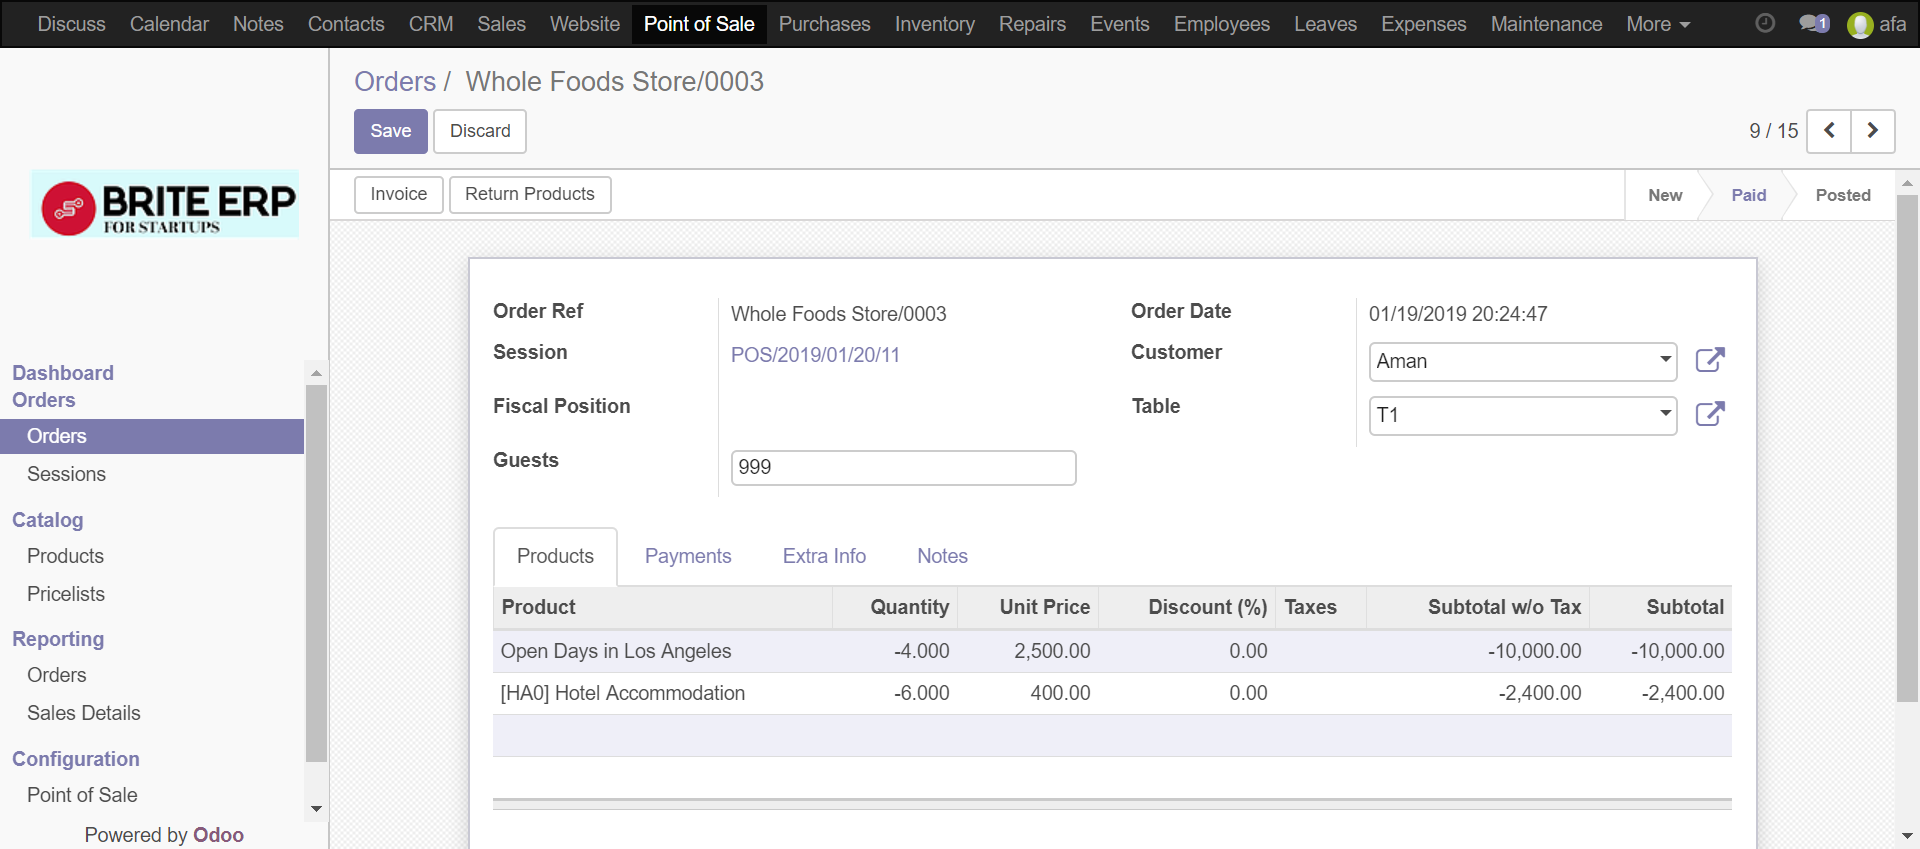 Discuss Calendar Notes Contacts CRM Sales Website Point of Sale Purchases Inventory Repairs Events Employees Leaves Expenses Maintenance More 1 afa
Orders / Whole Foods Store/0003
Save Discard
9 / 15
Invoice Return Products
New Paid Posted
BRITE ERP
FOR STARTUPS
Dashboard
Orders
Orders
Sessions
Catalog
Products
Pricelists
Reporting
Orders
Sales Details
Configuration
Point of Sale
Powered by Odoo
Order Ref Whole Foods Store/0003
Order Date 01/19/2019 20:24:47
Session POS/2019/01/20/11
Customer Aman
Fiscal Position
Table T1
Guests 999
Products Payments Extra Info Notes
Product Quantity Unit Price Discount (%) Taxes Subtotal w/o Tax Subtotal
Open Days in Los Angeles -4.000 2,500.00 0.00 -10,000.00 -10,000.00
[HA0] Hotel Accommodation -6.000 400.00 0.00 -2,400.00 -2,400.00